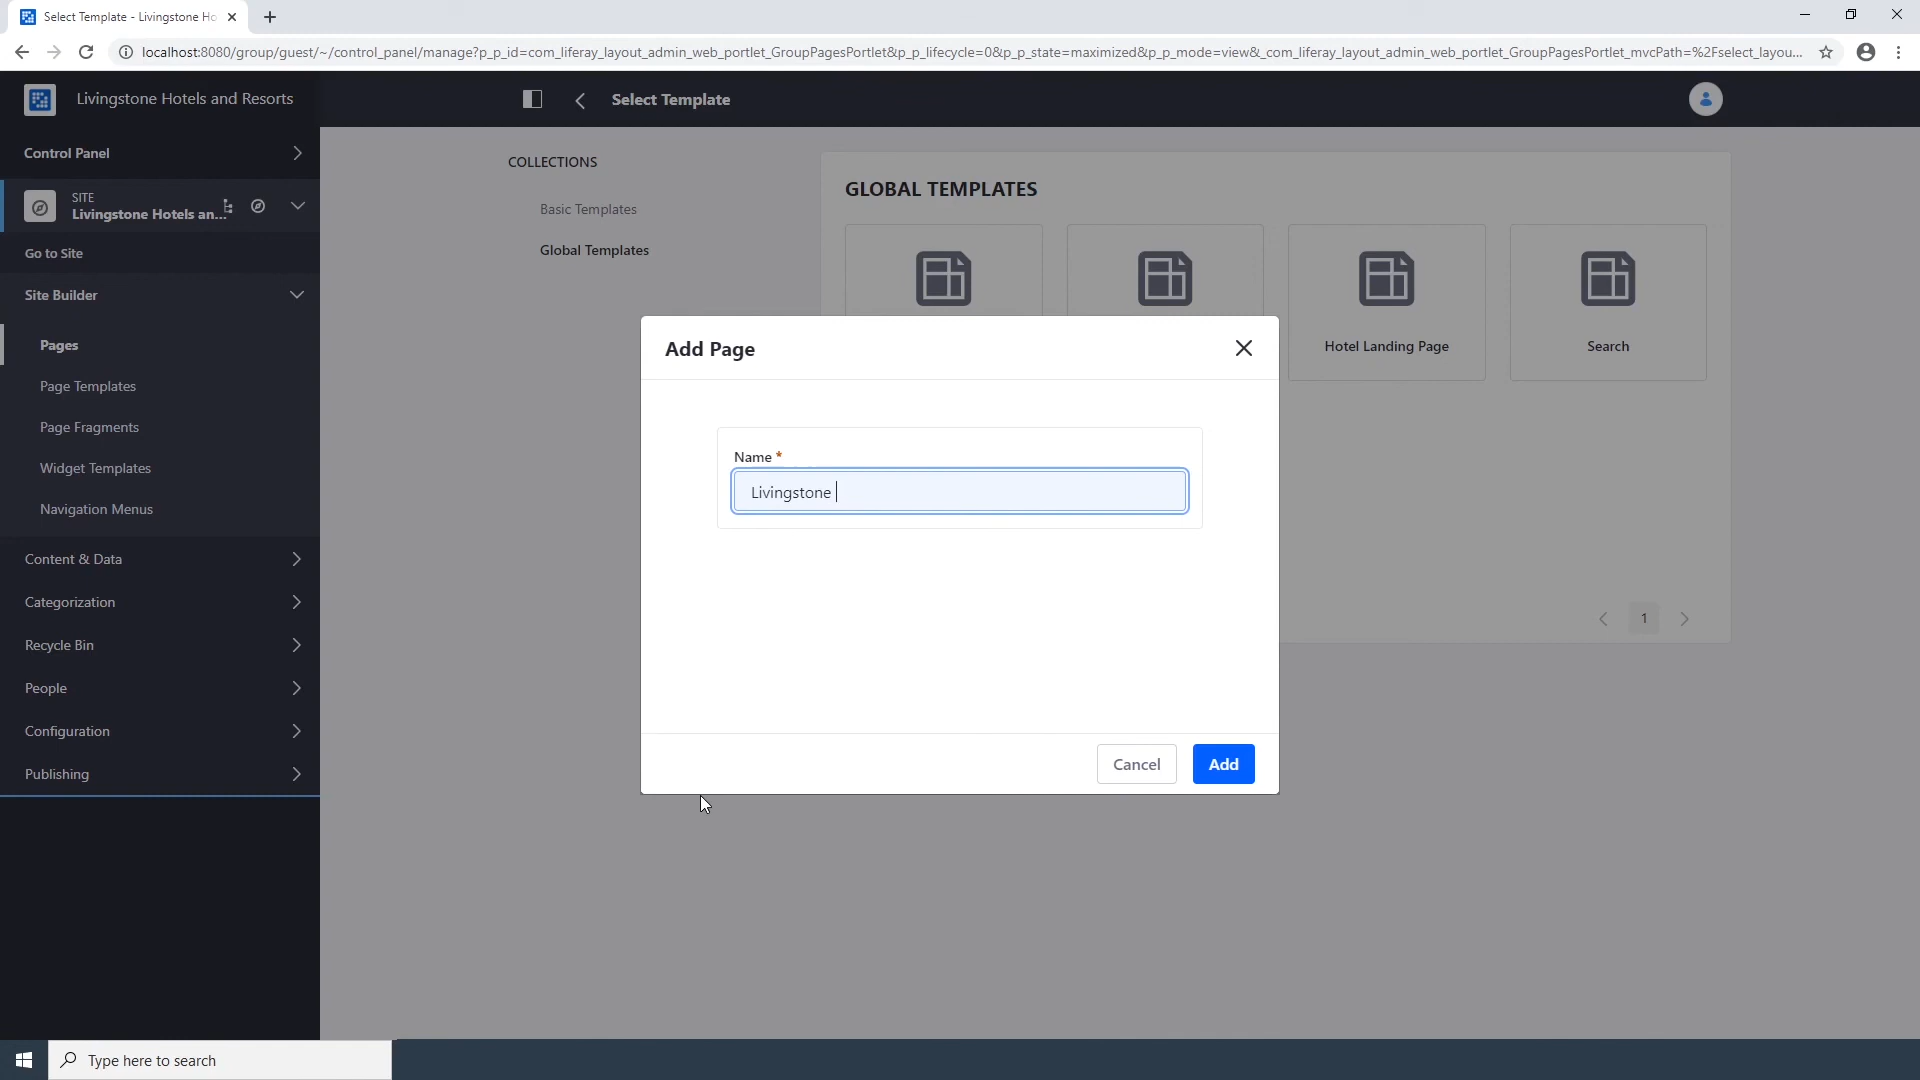 Select Template - Livingstone Ho
localhost:8080/group/guest/~/control_panel/manage?p_p_id=com_liferay_layout_admin_web_portlet_GroupPagesPortlet&p_p_lifecycle=0&p_p_state=maximized&p_p_mode=view&_com_liferay_layout_admin_web_portlet_GroupPagesPortlet_mvcPath=%2Fselect_layou...
Livingstone Hotels and Resorts
Select Template
Control Panel
SITE
Livingstone Hotels an...
Go to Site
Site Builder
Pages
Page Templates
Page Fragments
Widget Templates
Navigation Menus
Content & Data
Categorization
Recycle Bin
People
Configuration
Publishing
COLLECTIONS
Basic Templates
Global Templates
GLOBAL TEMPLATES
Hotel Landing Page
Search
1
Add Page
Name *
Livingstone
Cancel
Add
Type here to search